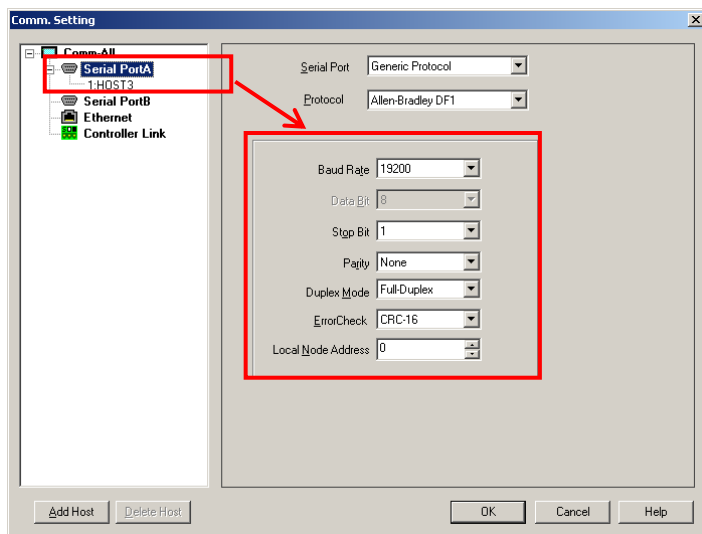 Comm. Setting
Comm-All
Serial PortA
1:HOST3
Serial PortB
Ethernet
Controller Link
Serial Port Generic Protocol
Protocol Allen-Bradley DF1
Baud Rate 19200
Data Bit 8
Stop Bit 1
Parity None
Duplex Mode Full-Duplex
ErrorCheck CRC-16
Local Node Address 0
Add Host Delete Host OK Cancel Help